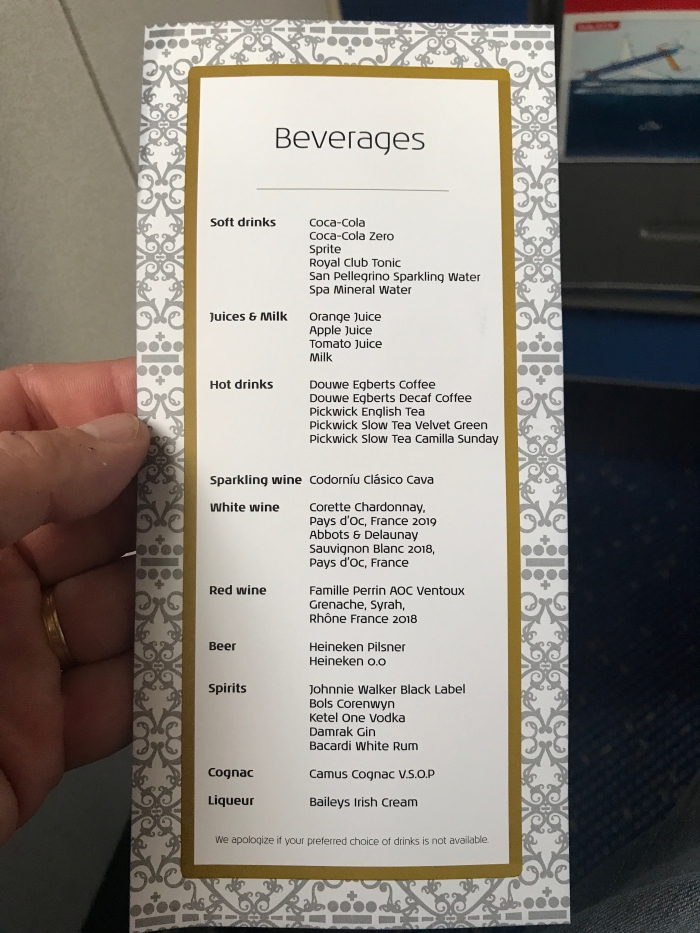 Beverages
Soft drinks Coca-Cola
Coca-Cola Zero
Sprite
Royal Club Tonic
San Pellegrino Sparkling Water
Spa Mineral Water
Juices & Milk Orange Juice
Apple Juice
Tomato Juice
Milk
Hot drinks Douwe Egberts Coffee
Douwe Egberts Decaf Coffee
Pickwick English Tea
Pickwick Slow Tea Velvet Green
Pickwick Slow Tea Camilla Sunday
Sparkling wine Codorníu Clásico Cava
White wine Corette Chardonnay,
Pays d'Oc, France 2019
Abbots & Delaunay
Sauvignon Blanc 2018,
Pays d'Oc, France
Red wine Famille Perrin AOC Ventoux
Grenache, Syrah,
Rhône France 2018
Beer Heineken Pilsner
Heineken 0.0
Spirits Johnnie Walker Black Label
Bols Corenwyn
Ketel One Vodka
Damrak Gin
Bacardi White Rum
Cognac Camus Cognac V.S.O.P
Liqueur Baileys Irish Cream
We apologize if your preferred choice of drinks is not available.